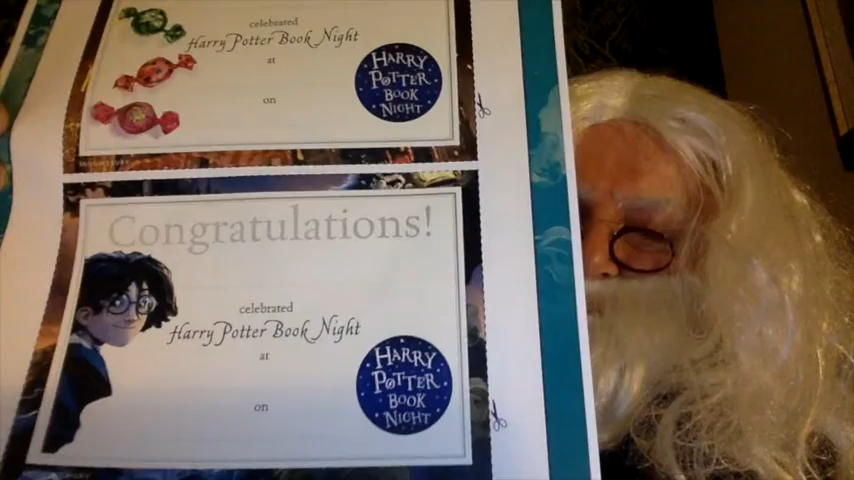 celebrated
Harry Potter Book Night
at
on
HARRY
POTTER
BOOK
NIGHT
Congratulations!
celebrated
Harry Potter Book Night
at
on
HARRY
POTTER
BOOK
NIGHT